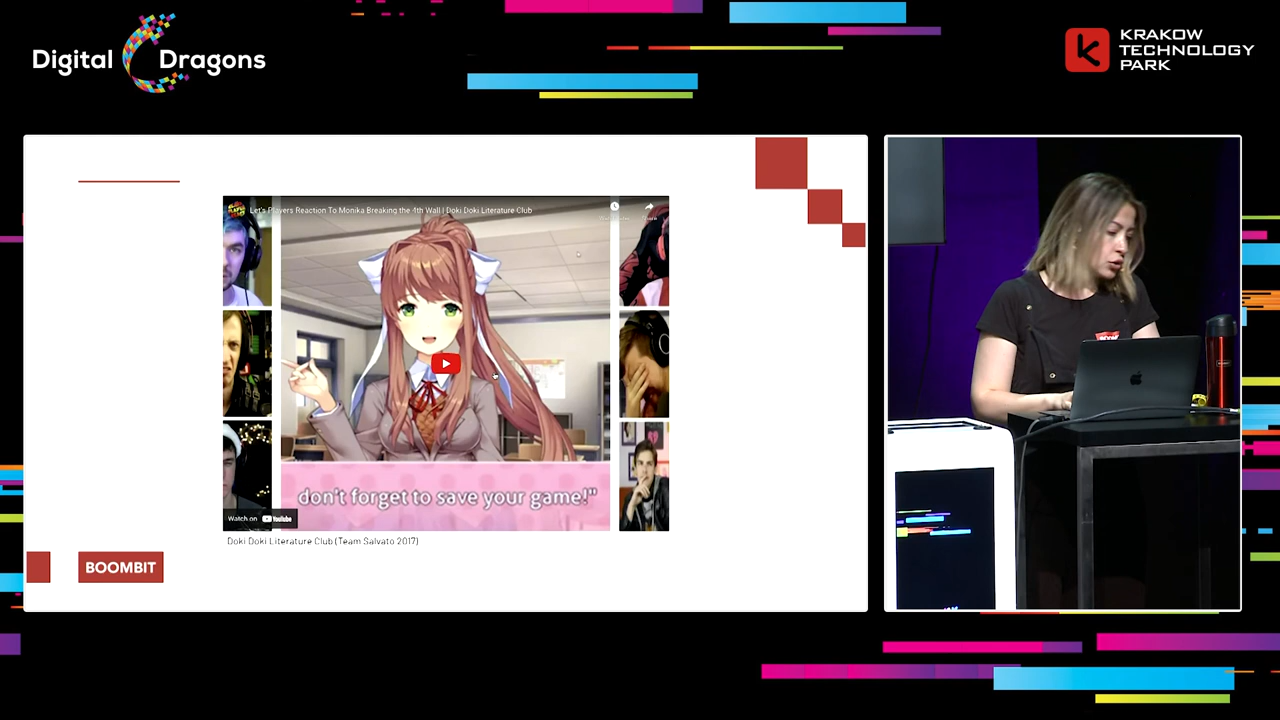 Digital Dragons
KRAKOW
TECHNOLOGY
PARK
Let's Players Reaction To Monika Breaking the 4th Wall | Doki Doki Literature Club
don't forget to save your game!"
Watch on YouTube
Doki Doki Literature Club (Team Salvato 2017)
BOOMBIT